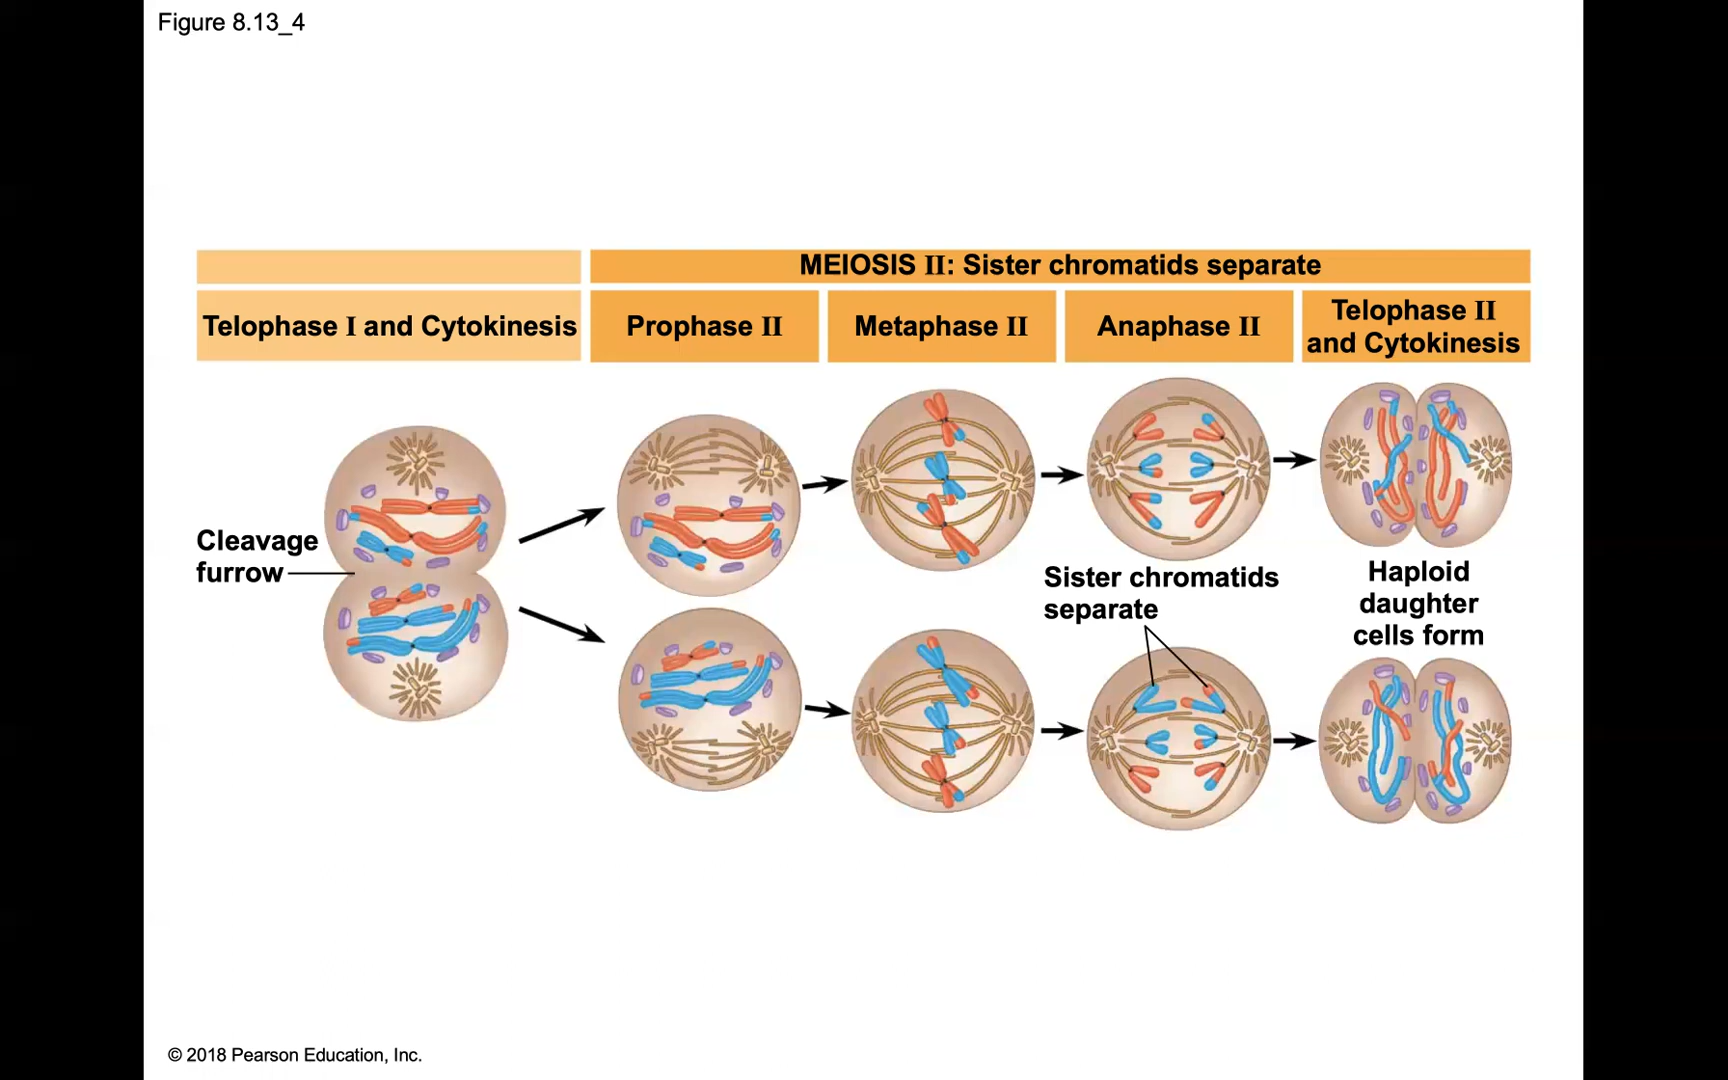 Figure 8.13_4
MEIOSIS II: Sister chromatids separate
Telophase I and Cytokinesis
Prophase II
Metaphase II
Anaphase II
Telophase II
and Cytokinesis
Cleavage
furrow
Sister chromatids
separate
Haploid
daughter
cells form
© 2018 Pearson Education, Inc.